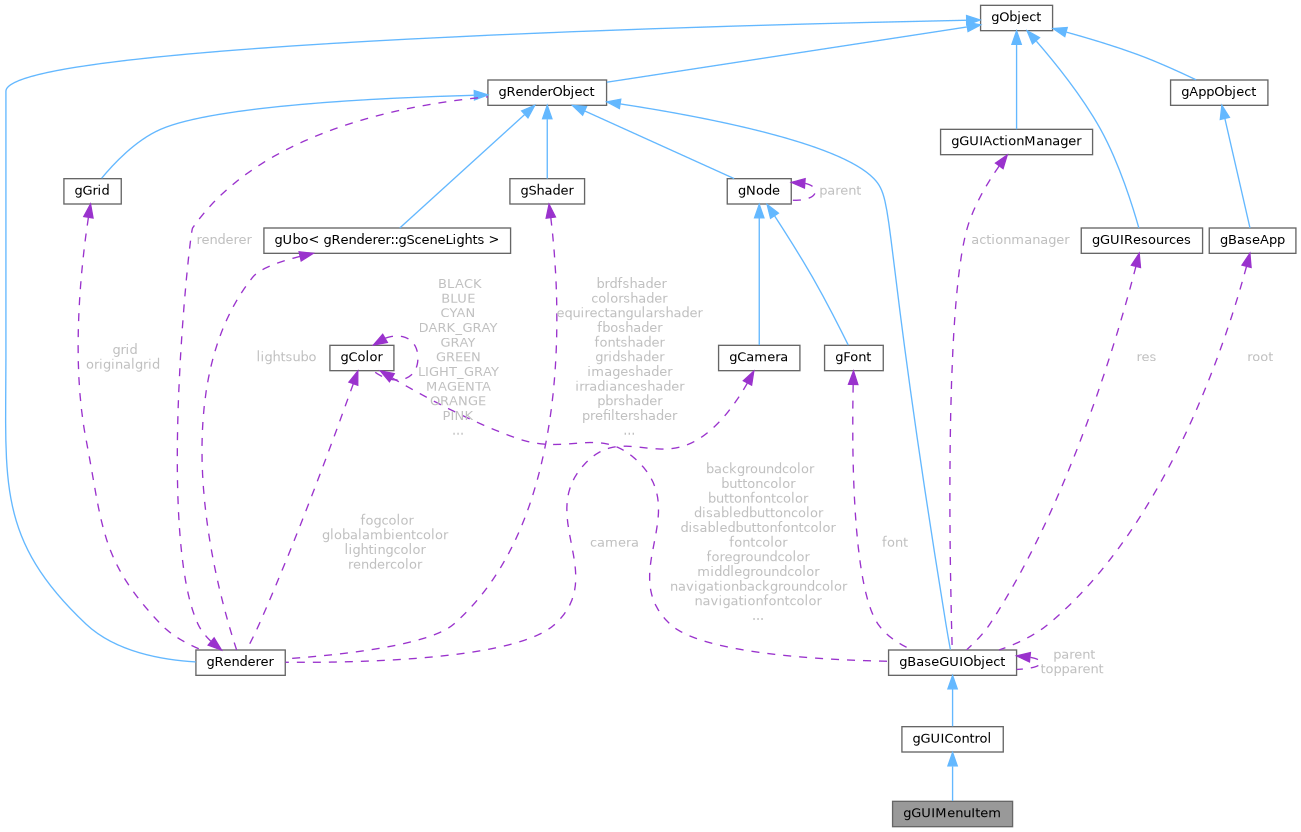 gObject
gRenderObject
gAppObject
gGUIActionManager
gGrid
gShader
gNode
parent
renderer
gUbo< gRenderer::gSceneLights >
actionmanager
gGUIResources
gBaseApp
BLACK
BLUE
CYAN
DARK_GRAY
GRAY
GREEN
LIGHT_GRAY
MAGENTA
ORANGE
PINK
...
brdfshader
colorshader
equirectangularshader
fboshader
fontshader
gridshader
imageshader
irradianceshader
pbrshader
prefiltershader
...
grid
originalgrid
lightsubo
gColor
gCamera
gFont
res
root
fogcolor
globalambientcolor
lightingcolor
rendercolor
camera
backgroundcolor
buttoncolor
buttonfontcolor
disabledbuttoncolor
disabledbuttonfontcolor
fontcolor
foregroundcolor
middlegroundcolor
navigationbackgroundcolor
navigationfontcolor
...
font
gRenderer
gBaseGUIObject
parent
topparent
gGUIControl
gGUIMenuItem